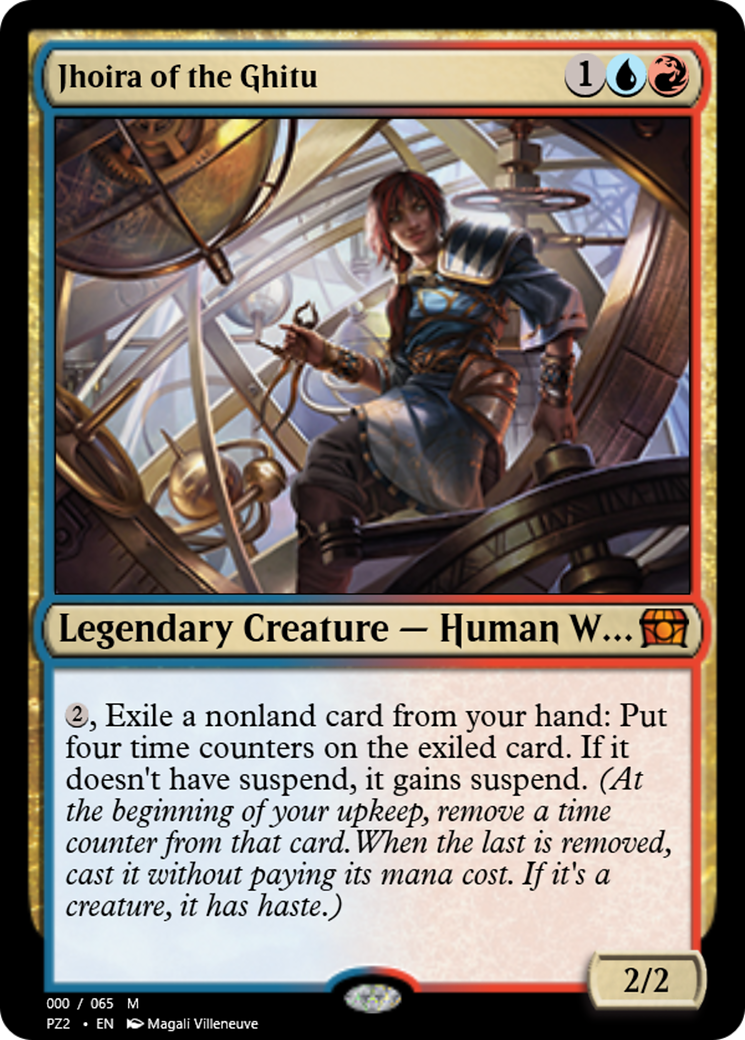 Jhoira of the Ghitu 1
Legendary Creature — Human W...
2, Exile a nonland card from your hand: Put
four time counters on the exiled card. If it
doesn't have suspend, it gains suspend. (At
the beginning of your upkeep, remove a time
counter from that card.When the last is removed,
cast it without paying its mana cost. If it's a
creature, it has haste.)
2/2
000 / 065 M
PZ2 • EN Magali Villeneuve